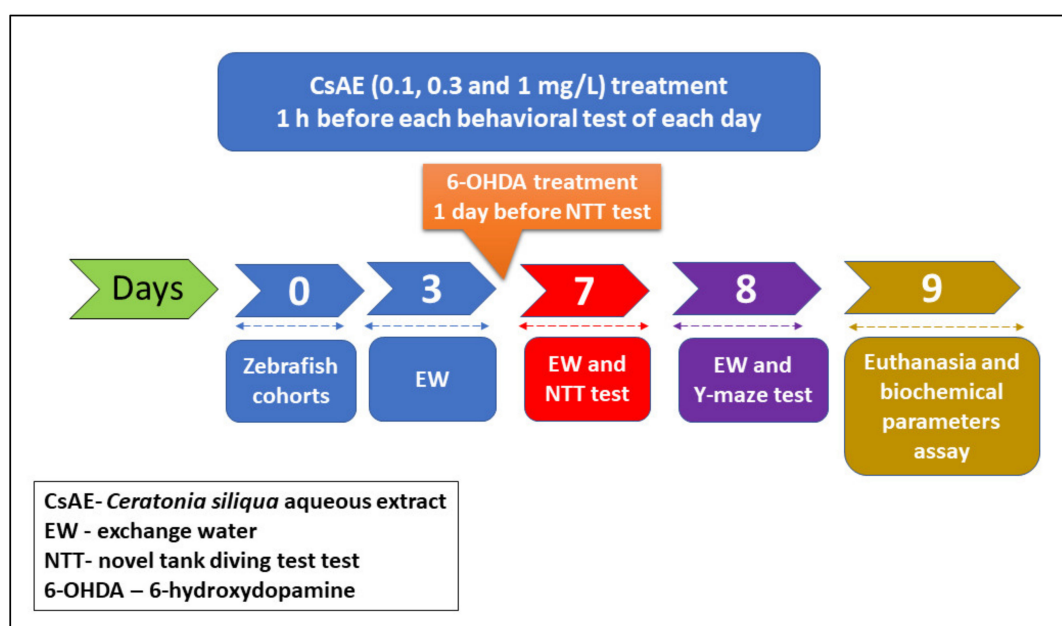 CsAE (0.1, 0.3 and 1 mg/L) treatment
1 h before each behavioral test of each day
6-OHDA treatment
1 day before NTT test
Days
0
3
7
8
9
Zebrafish
cohorts
EW
EW and
NTT test
EW and
Y-maze test
Euthanasia and
biochemical
parameters
assay
CsAE- Ceratonia siliqua aqueous extract
EW - exchange water
NTT- novel tank diving test test
6-OHDA – 6-hydroxydopamine